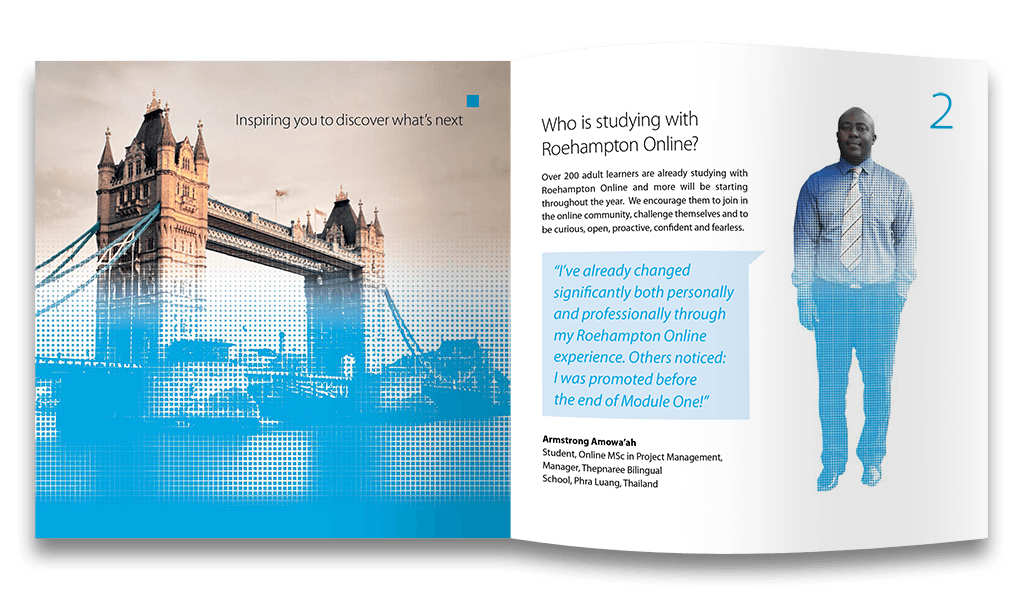 Inspiring you to discover what's next
2
Who is studying with
Roehampton Online?
Over 200 adult learners are already studying with
Roehampton Online and more will be starting
throughout the year. We encourage them to join in
the online community, challenge themselves and to
be curious, open, proactive, confident and fearless.
“I’ve already changed
significantly both personally
and professionally through
my Roehampton Online
experience. Others noticed:
I was promoted before
the end of Module One!”
Armstrong Amowa’ah
Student, Online MSc in Project Management,
Manager, Thepnaree Bilingual
School, Phra Luang, Thailand